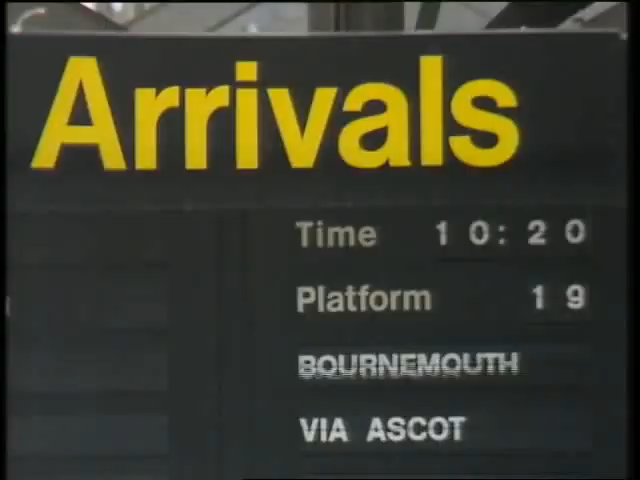 Arrivals
Time 10:20
Platform 19
BOURNEMOUTH
VIA ASCOT